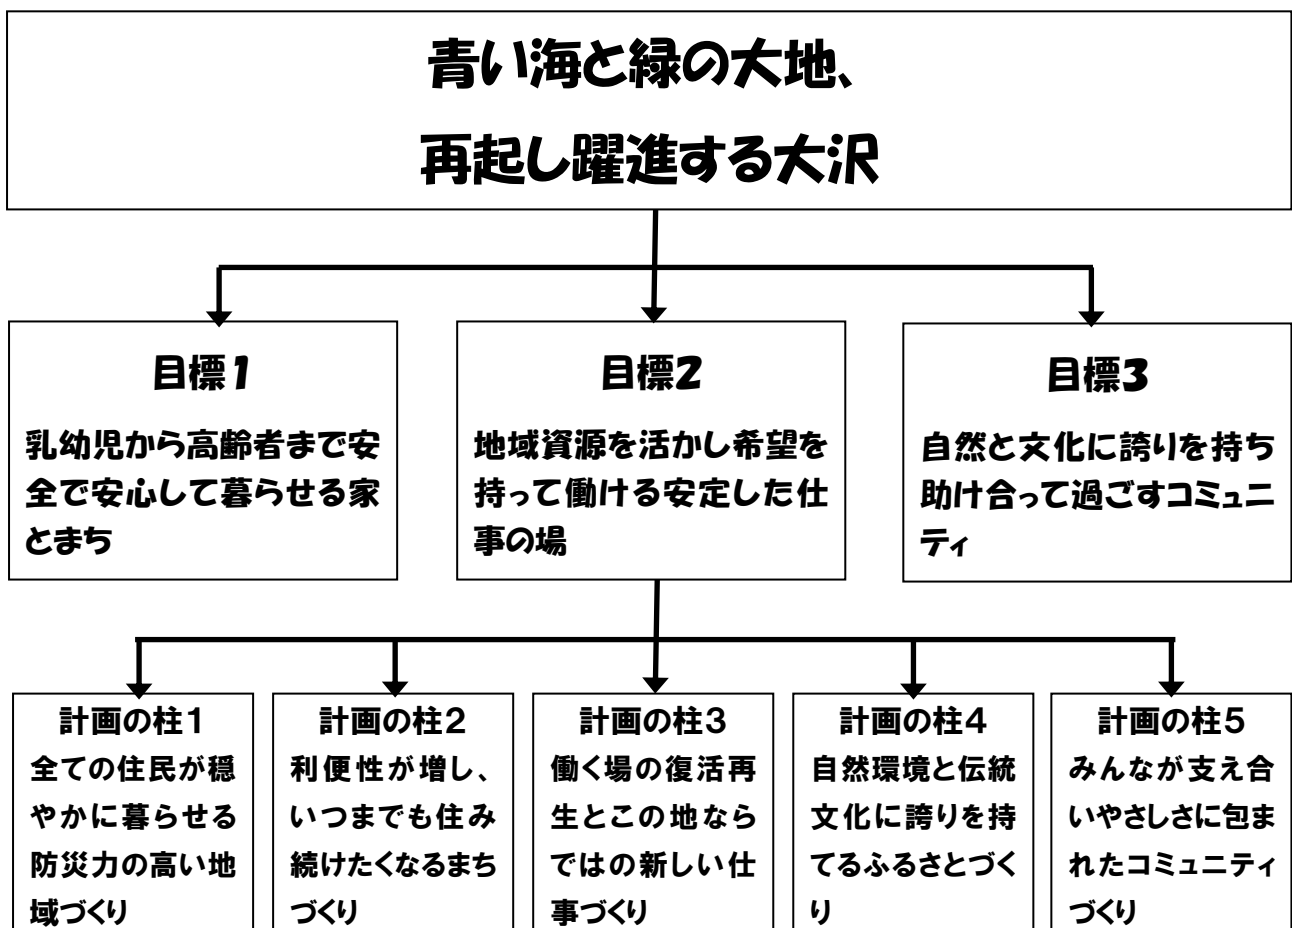 青い海と緑の大地、
再起し躍進する大沢
目標1
乳幼児から高齢者まで安
全で安心して暮らせる家
とまち
目標2
地域資源を活かし希望を
持って働ける安定した仕
事の場
目標3
自然と文化に誇りを持ち
助け合って過ごすコミュニ
ティ
計画の柱1
全ての住民が穏
やかに暮らせる
防災力の高い地
域づくり
計画の柱2
利便性が増し、
いつまでも住み
続けたくなるまち
づくり
計画の柱3
働く場の復活再
生とこの地なら
ではの新しい仕
事づくり
計画の柱4
自然環境と伝統
文化に誇りを持
てるふるさとづく
り
計画の柱5
みんなが支え合
いやさしさに包ま
れたコミュニティ
づくり